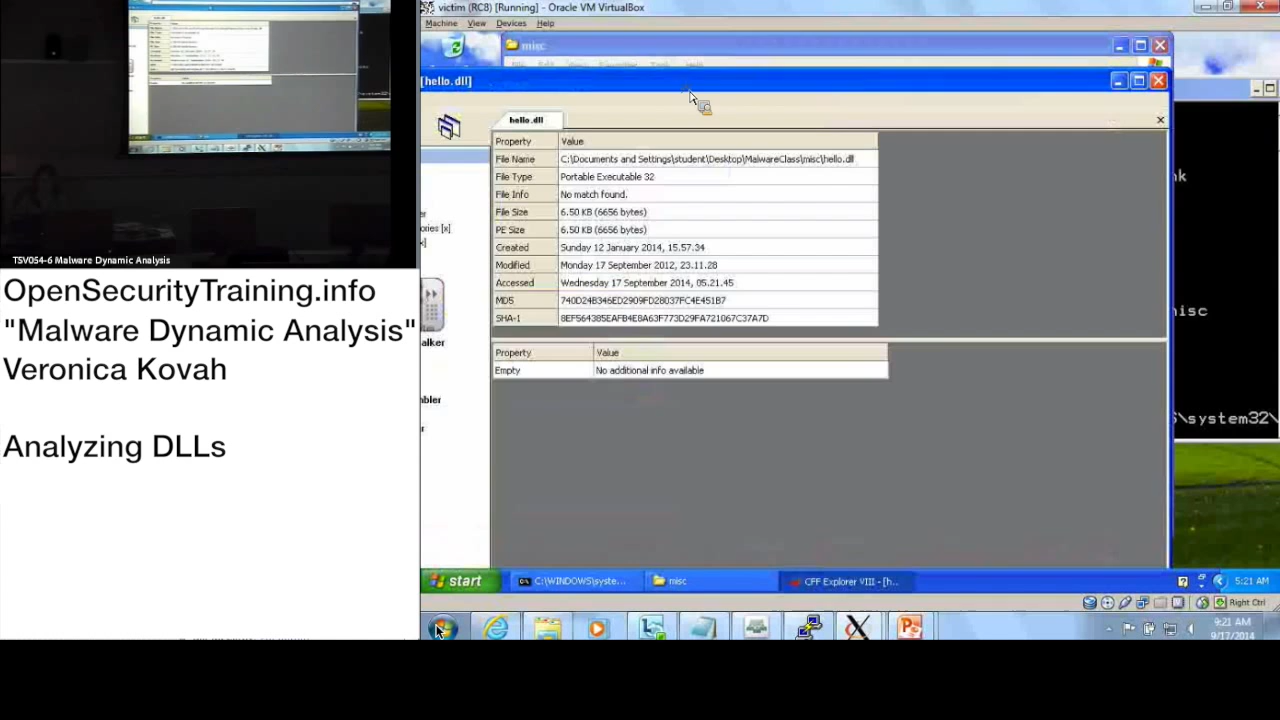 TSV054-6 Malware Dynamic Analysis
OpenSecurityTraining.info
"Malware Dynamic Analysis"
Veronica Kovah
Analyzing DLLs
victim (RC8) [Running] - Oracle VM VirtualBox
Machine View Devices Help
misc
[hello.dll]
hello.dll
Property Value
File Name C:\Documents and Settings\student\Desktop\MalwareClass\misc\hello.dll
File Type Portable Executable 32
File Info No match found.
File Size 6.50 KB (6656 bytes)
PE Size 6.50 KB (6656 bytes)
Created Sunday 12 January 2014, 15.57.34
Modified Monday 17 September 2012, 23.11.28
Accessed Wednesday 17 September 2014, 05.21.45
MD5 740D24B346ED2909FD28037FC4E451B7
SHA-1 8EF564385EAFB4E8A63F773D29FA721067C37A7D
Property Value
Empty No additional info available
ories [x]
alker
nk
isc
\system32\
start C:\WINDOWS\syste... misc CFF Explorer VIII - [h... 5:21 AM
Right Ctrl
9:21 AM
9/17/2014